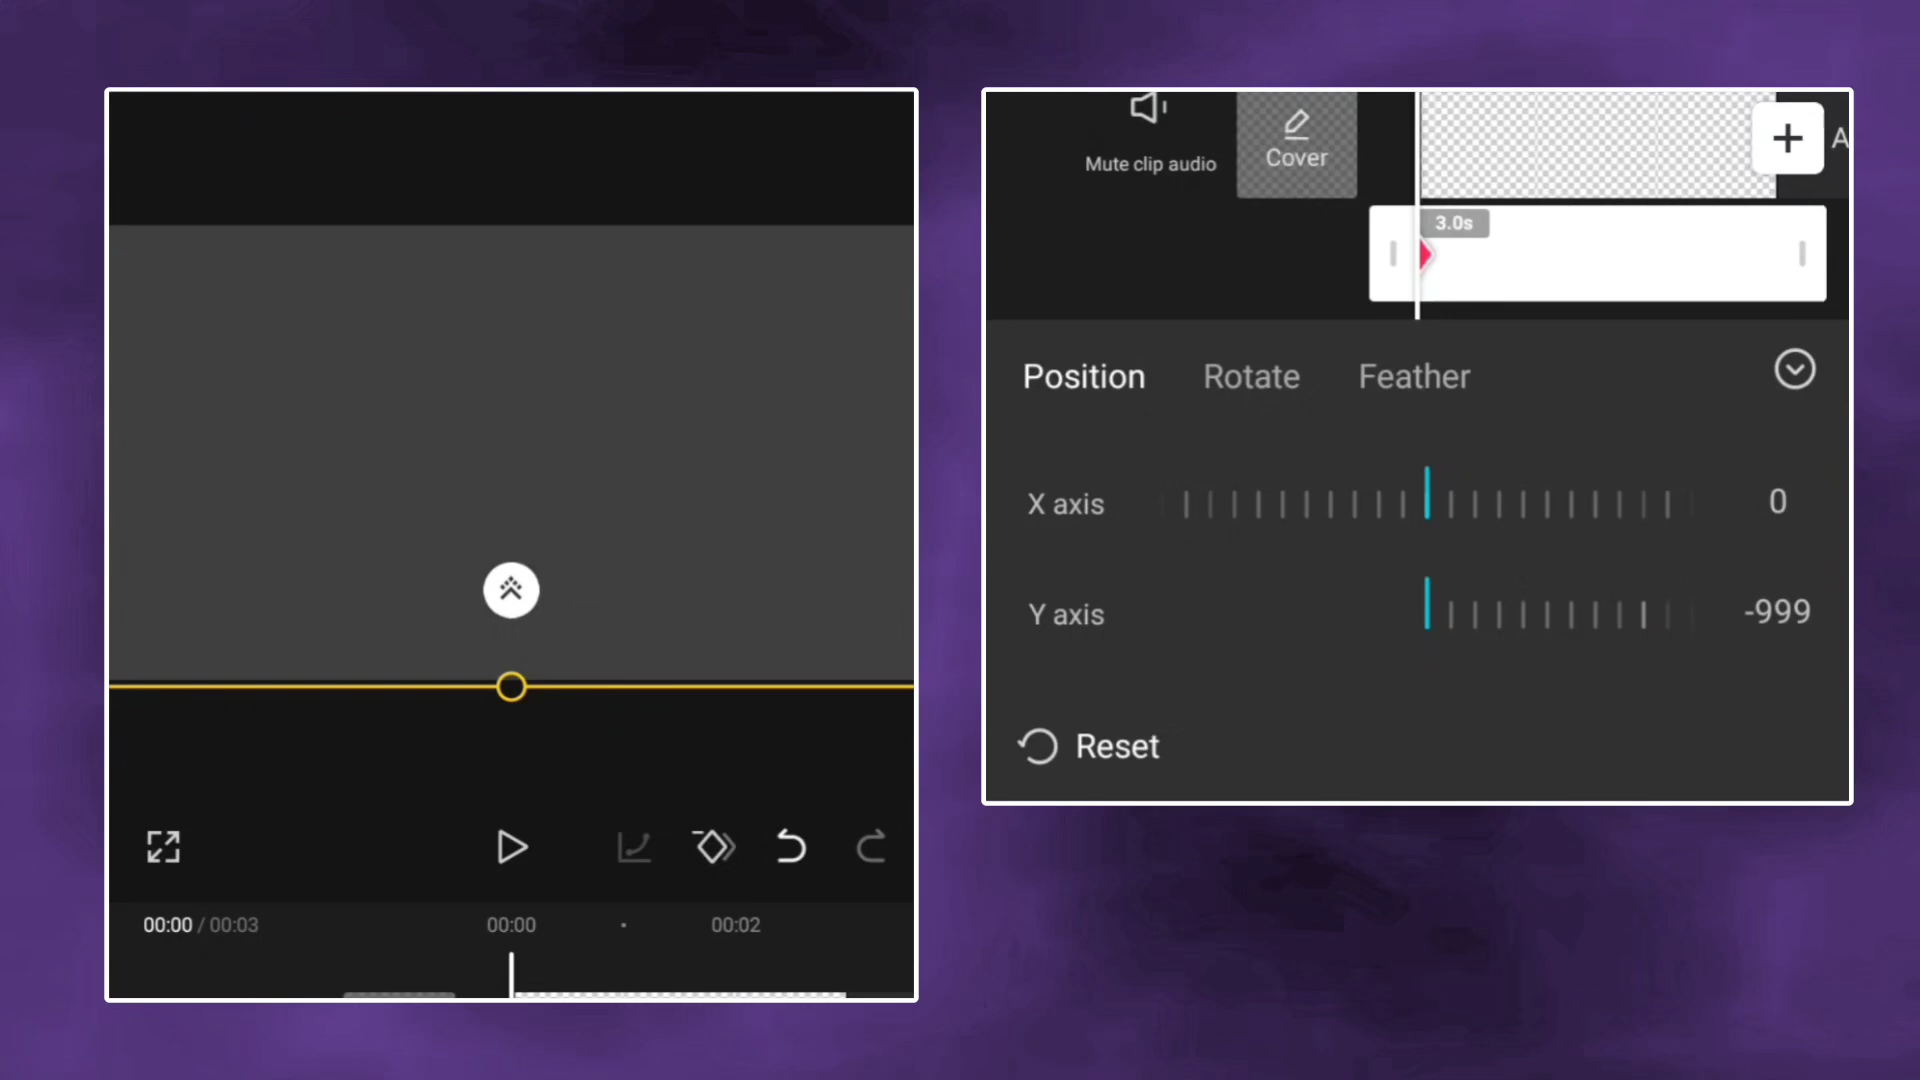 00:00 / 00:03
00:00
00:02
Mute clip audio
Cover
A
3.0s
Position Rotate Feather
X axis 0
Y axis -999
Reset